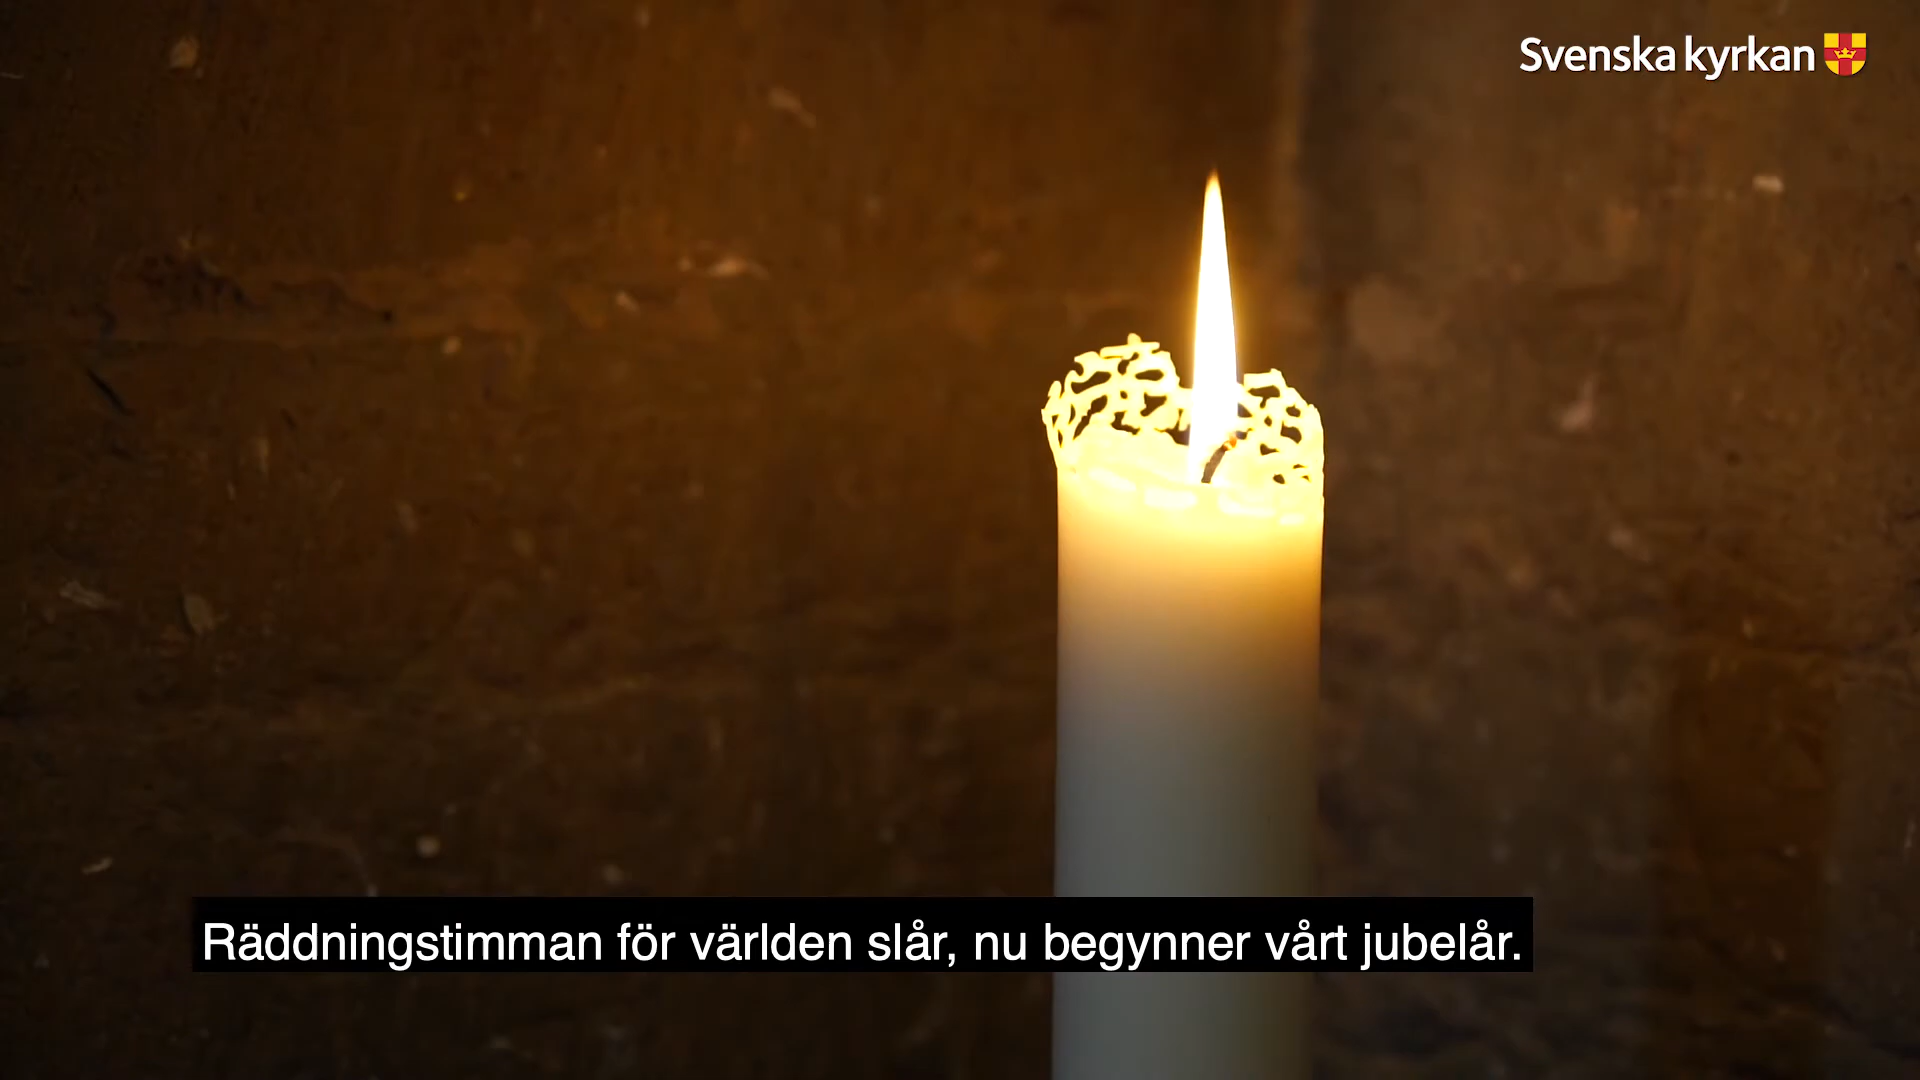 Svenska kyrkan
Räddningstimman för världen slår, nu begynner vårt jubelår.